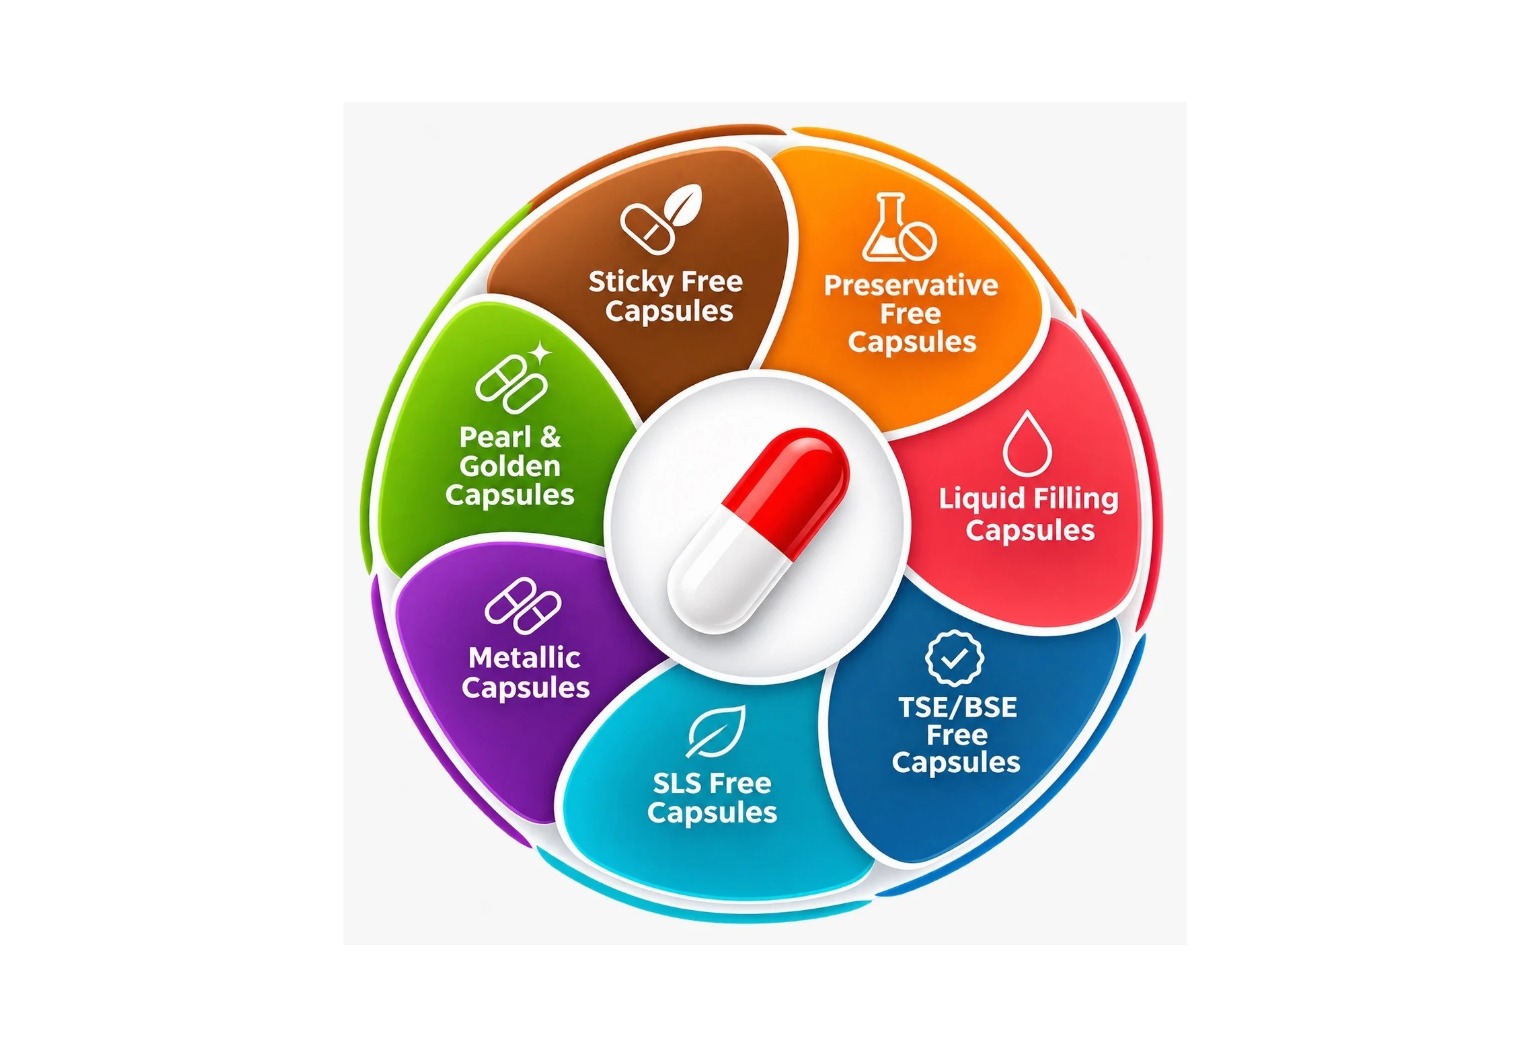 Sticky Free
Capsules
Preservative
Free
Capsules
Liquid Filling
Capsules
TSE/BSE
Free
Capsules
SLS Free
Capsules
Metallic
Capsules
Pearl &
Golden
Capsules